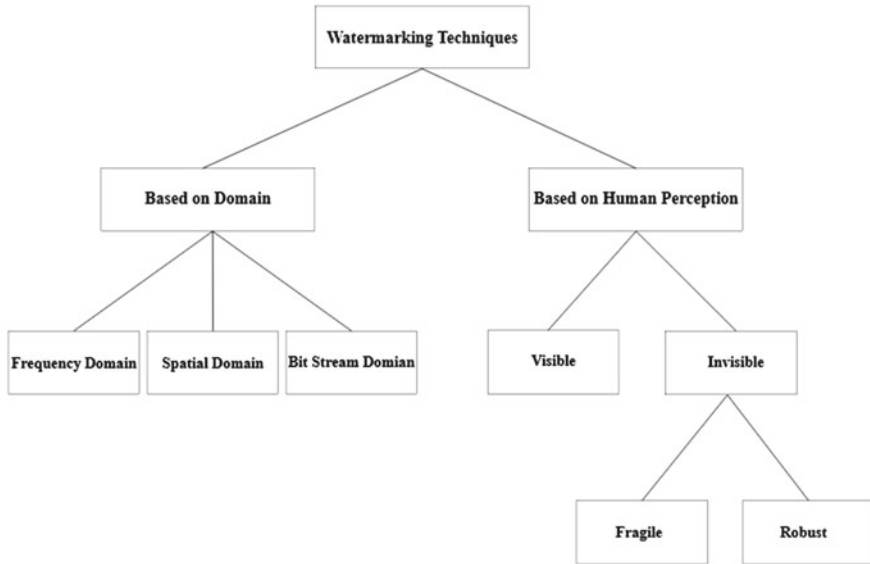 Watermarking Techniques
Based on Domain
Based on Human Perception
Frequency Domain
Spatial Domain
Bit Stream Domian
Visible
Invisible
Fragile
Robust